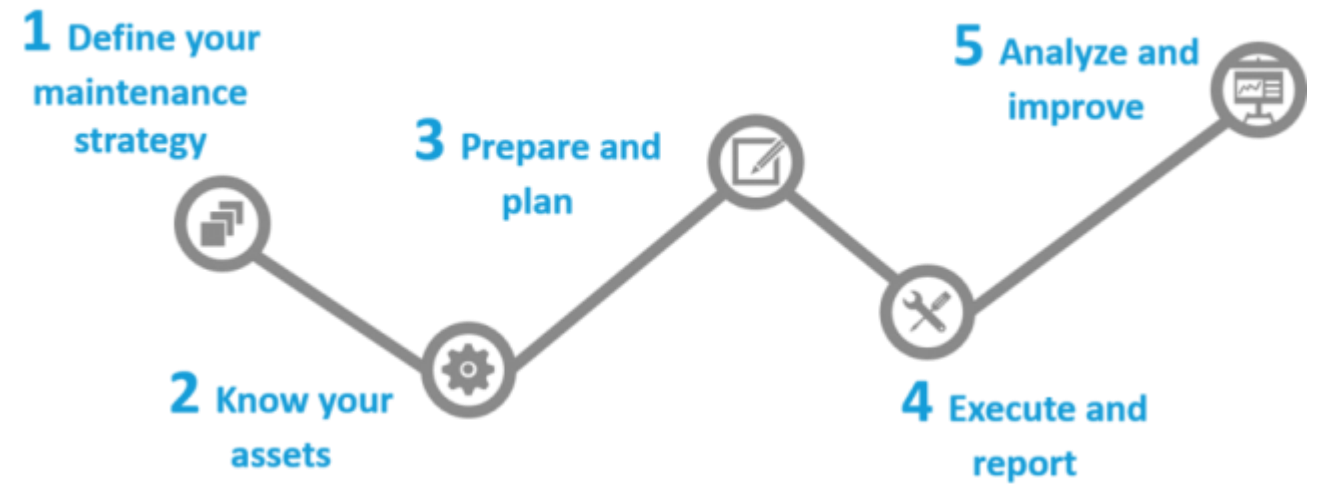 1 Define your
maintenance
strategy
2 Know your
assets
3 Prepare and
plan
4 Execute and
report
5 Analyze and
improve